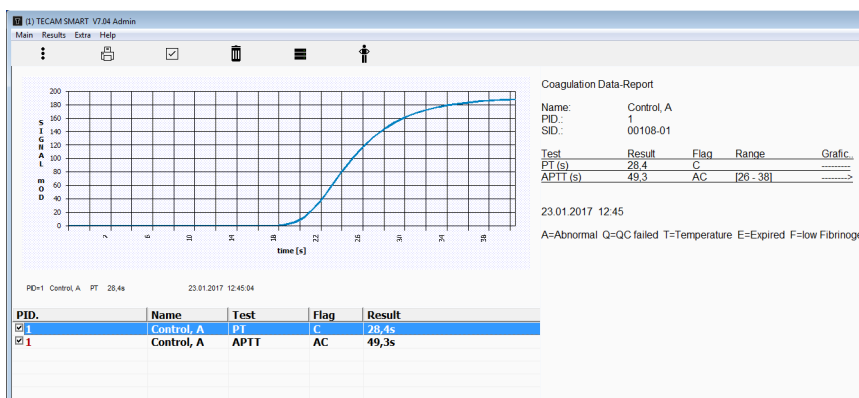 (1) TECAM SMART V7.04 Admin
Main Results Extra Help
200
180
160
140
120
100
80
60
40
20
0
SIGNAL mOD
2 6 10 14 18 22 26 30 34 38
time [s]
PID=1 Control, A PT 28,4s 23.01.2017 12:45:04
PID. Name Test Flag Result
1 Control, A PT C 28,4s
1 Control, A APTT AC 49,3s
Coagulation Data-Report
Name: Control, A
PID.: 1
SID.: 00108-01
Test Result Flag Range Grafic..
PT (s) 28,4 C ---------
APTT (s) 49,3 AC [26 - 38] -------->
23.01.2017 12:45
A=Abnormal Q=QC failed T=Temperature E=Expired F=low Fibrinoge